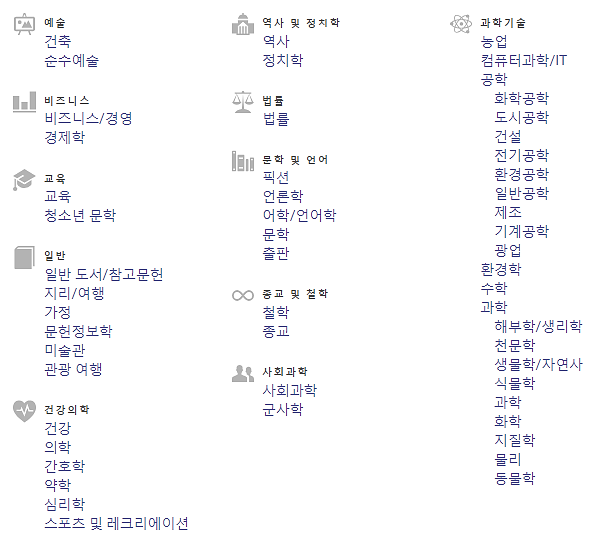 예술
건축
순수예술
비즈니스
비즈니스/경영
경제학
교육
교육
청소년 문학
일반
일반 도서/참고문헌
지리/여행
가정
문헌정보학
미술관
관광 여행
건강의학
건강
의학
간호학
약학
심리학
스포츠 및 레크리에이션
역사 및 정치학
역사
정치학
법률
법률
문학 및 언어
픽션
언론학
어학/언어학
문학
출판
종교 및 철학
철학
종교
사회과학
사회과학
군사학
과학기술
농업
컴퓨터과학/IT
공학
화학공학
도시공학
건설
전기공학
환경공학
일반공학
제조
기계공학
광업
환경학
수학
과학
해부학/생리학
천문학
생물학/자연사
식물학
과학
화학
지질학
물리
동물학